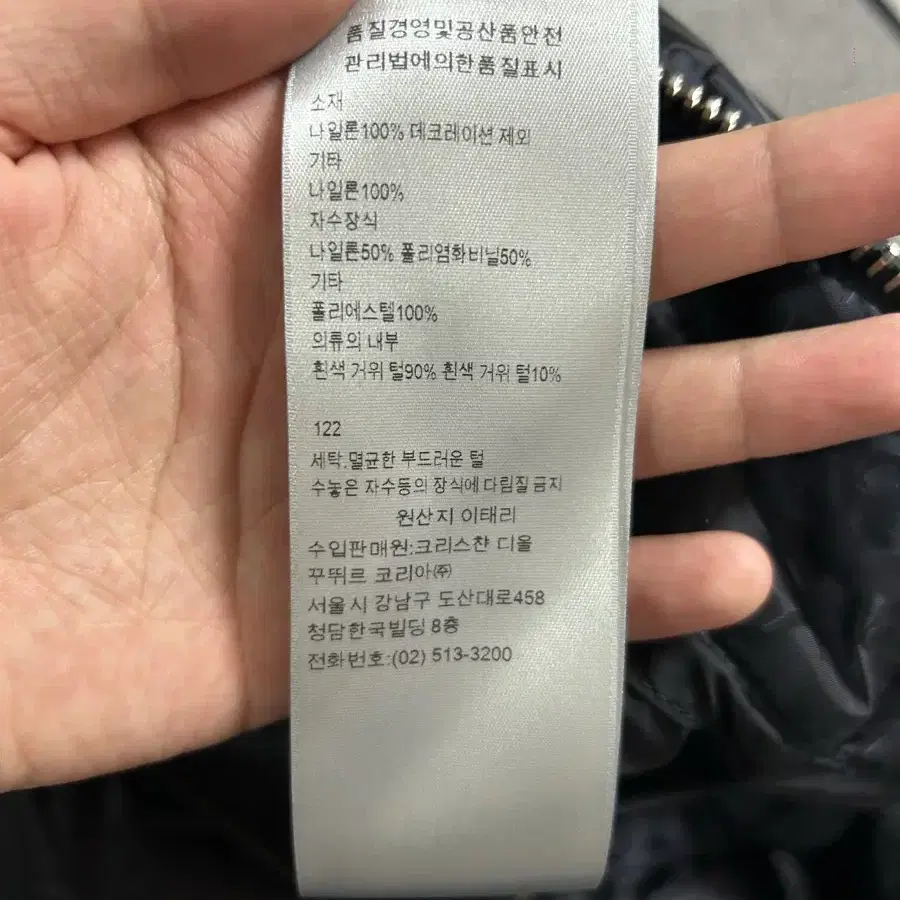 품질경영및공산품안전
관리법에의한품질표시
소재
나일론100% 데코레이션 제외
기타
나일론100%
자수장식
나일론50% 폴리염화비닐50%
기타
폴리에스텔100%
의류의 내부
흰색 거위 털90% 흰색 거위 털10%
122
세탁.멸균한 부드러운 털
수놓은 자수등의 장식에 다림질 금지
원산지 이태리
수입판매원:크리스챤 디올
꾸뛰르 코리아㈜
서울시 강남구 도산대로458
청담한국빌딩 8층
전화번호:(02) 513-3200